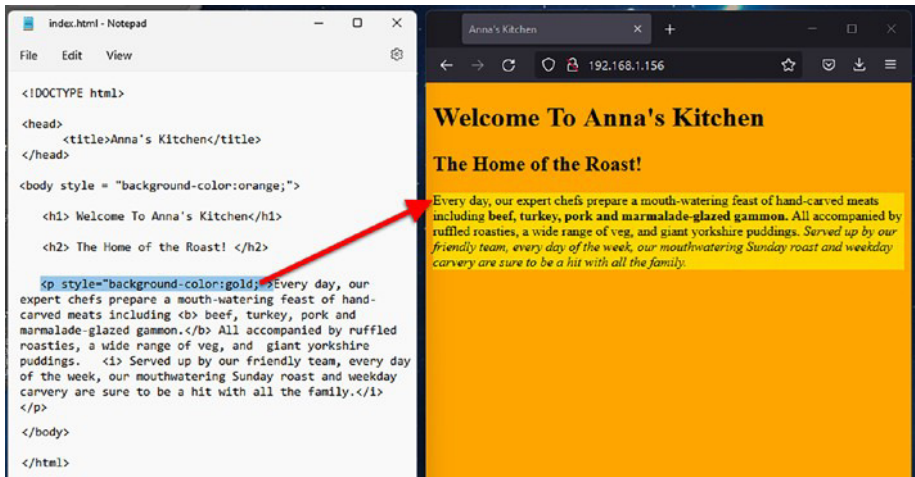 index.html - Notepad
File Edit View
<!DOCTYPE html>
<head>
<title>Anna's Kitchen</title>
</head>
<body style = "background-color:orange;">
<h1> Welcome To Anna's Kitchen</h1>
<h2> The Home of the Roast! </h2>
<p style="background-color:gold;">Every day, our
expert chefs prepare a mouth-watering feast of hand-
carved meats including <b> beef, turkey, pork and
marmalade-glazed gammon.</b> All accompanied by ruffled
roasties, a wide range of veg, and giant yorkshire
puddings. <i> Served up by our friendly team, every day
of the week, our mouthwatering Sunday roast and weekday
carvery are sure to be a hit with all the family.</i>
</p>
</body>
</html>
Anna's Kitchen
192.168.1.156
Welcome To Anna's Kitchen
The Home of the Roast!
Every day, our expert chefs prepare a mouth-watering feast of hand-carved meats
including beef, turkey, pork and marmalade-glazed gammon. All accompanied by
ruffled roasties, a wide range of veg, and giant yorkshire puddings. Served up by our
friendly team, every day of the week, our mouthwatering Sunday roast and weekday
carvery are sure to be a hit with all the family.